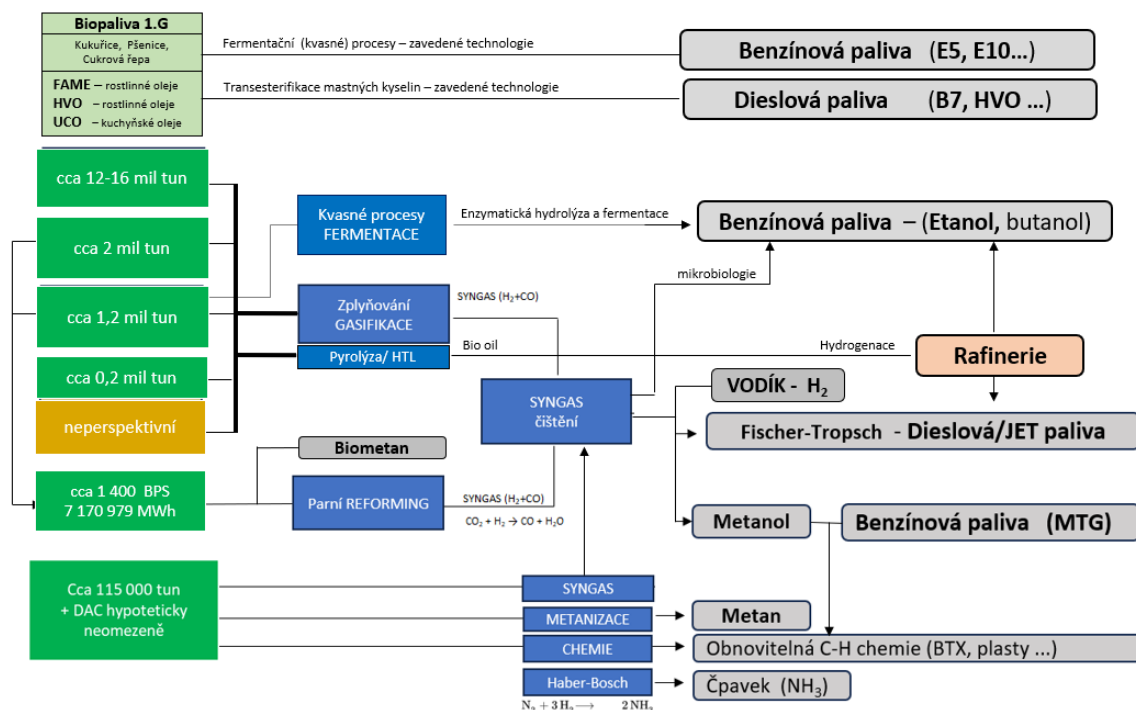 Biopaliva 1.G
Kukuřice, Pšenice,
Cukrová řepa
FAME – rostlinné oleje
HVO – rostlinné oleje
UCO – kuchyňské oleje
Fermentační (kvasné) procesy – zavedené technologie
Benzínová paliva (E5, E10...)
Transesterifikace mastných kyselin – zavedené technologie
Dieslová paliva (B7, HVO ...)
cca 12-16 mil tun
cca 2 mil tun
cca 1,2 mil tun
cca 0,2 mil tun
neperspektivní
cca 1 400 BPS
7 170 979 MWh
Cca 115 000 tun
+ DAC hypoteticky
neomezeně
Kvasné procesy
FERMENTACE
Enzymatická hydrolýza a fermentace
Benzínová paliva – (Etanol, butanol)
mikrobiologie
Zplyňování
GASIFIKACE
SYNGAS (H₂+CO)
Pyrolýza/ HTL
Bio oil
Hydrogenace
Rafinerie
SYNGAS
čištění
VODÍK - H₂
Fischer-Tropsch - Dieslová/JET paliva
Biometan
Parní REFORMING
SYNGAS (H₂+CO)
CO₂ + H₂ → CO + H₂O
Metanol
Benzínová paliva (MTG)
SYNGAS
METANIZACE
Metan
CHEMIE
Obnovitelná C-H chemie (BTX, plasty ...)
Haber-Bosch
Čpavek (NH₃)
N₂ + 3 H₂ → 2 NH₃